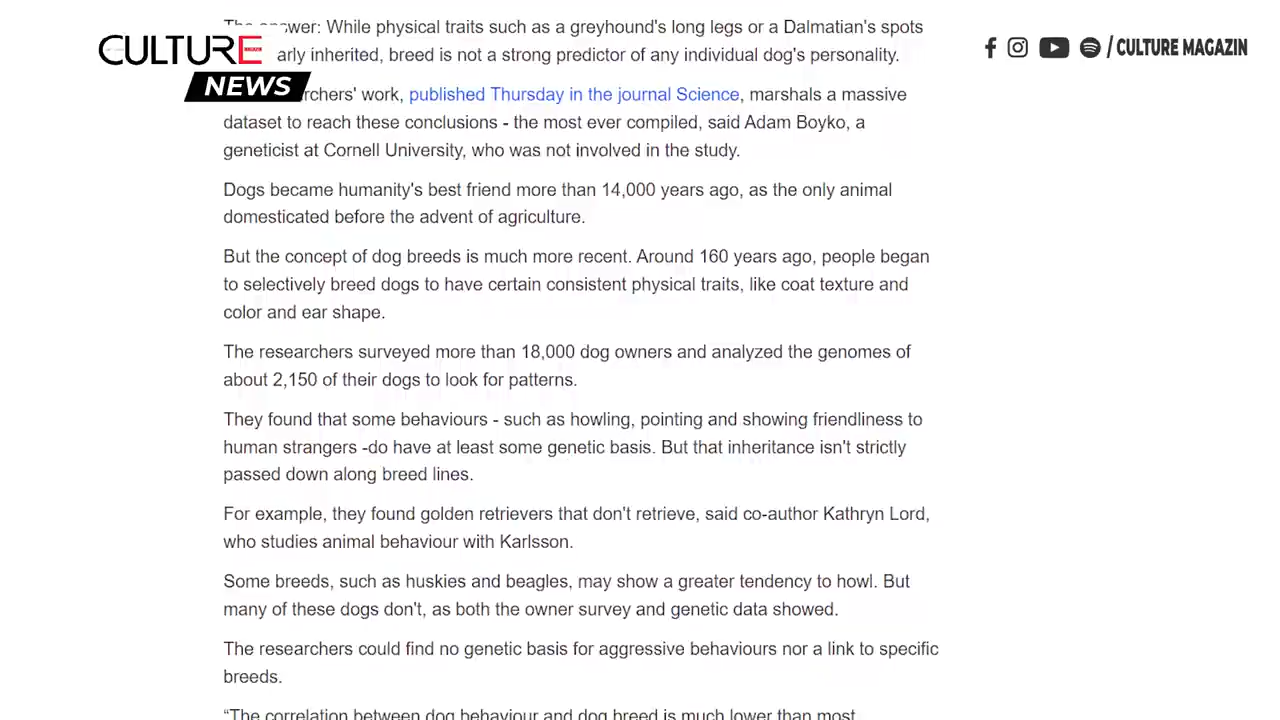 The answer: While physical traits such as a greyhound's long legs or a Dalmatian's spots
CULTURE
NEWS
/ CULTURE MAGAZIN
arly inherited, breed is not a strong predictor of any individual dog's personality.
rchers' work, published Thursday in the journal Science, marshals a massive
dataset to reach these conclusions - the most ever compiled, said Adam Boyko, a
geneticist at Cornell University, who was not involved in the study.
Dogs became humanity's best friend more than 14,000 years ago, as the only animal
domesticated before the advent of agriculture.
But the concept of dog breeds is much more recent. Around 160 years ago, people began
to selectively breed dogs to have certain consistent physical traits, like coat texture and
color and ear shape.
The researchers surveyed more than 18,000 dog owners and analyzed the genomes of
about 2,150 of their dogs to look for patterns.
They found that some behaviours - such as howling, pointing and showing friendliness to
human strangers -do have at least some genetic basis. But that inheritance isn't strictly
passed down along breed lines.
For example, they found golden retrievers that don't retrieve, said co-author Kathryn Lord,
who studies animal behaviour with Karlsson.
Some breeds, such as huskies and beagles, may show a greater tendency to howl. But
many of these dogs don't, as both the owner survey and genetic data showed.
The researchers could find no genetic basis for aggressive behaviours nor a link to specific
breeds.
“The correlation between dog behaviour and dog breed is much lower than most